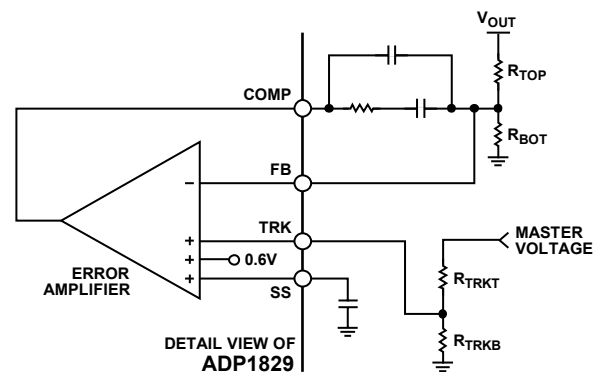 VOUT
RTOP
COMP
RBOT
FB
MASTER
VOLTAGE
TRK
−
+
+
+
0.6V
RTRKT
ERROR
AMPLIFIER
SS
DETAIL VIEW OF
ADP1829
RTRKB